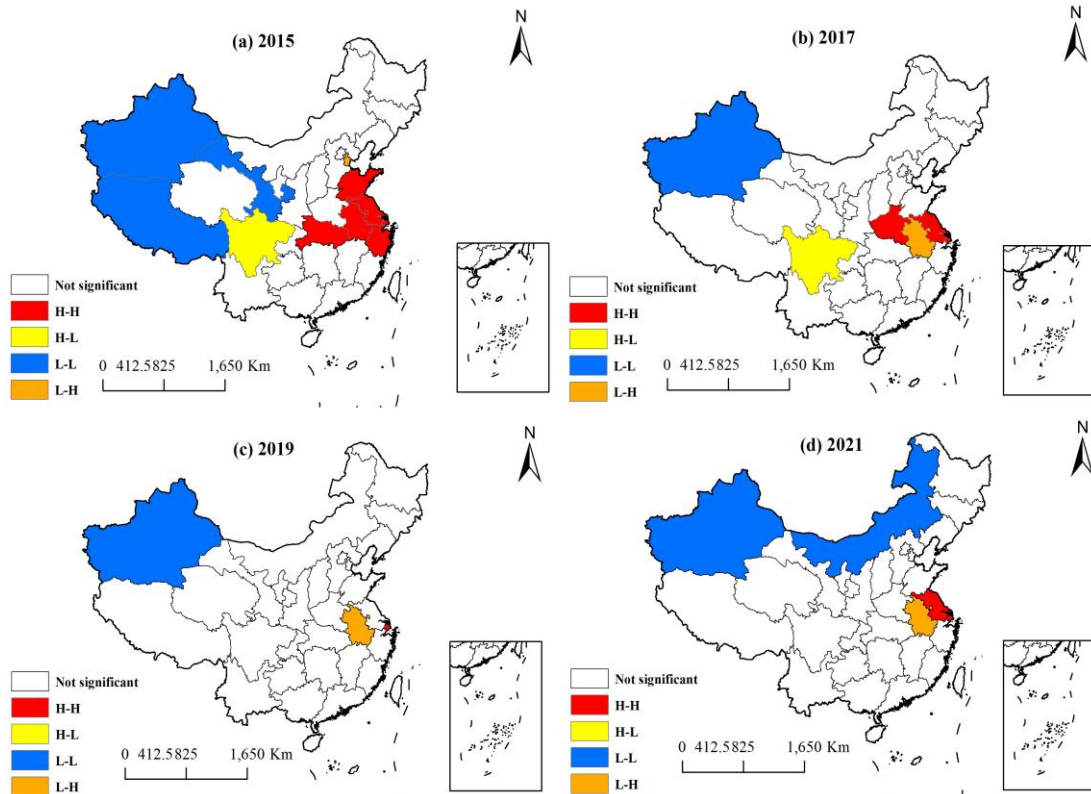 (a) 2015
N
Not significant
H-H
H-L
L-L
L-H
0 412.5825 1,650 Km
(b) 2017
N
Not significant
H-H
H-L
L-L
L-H
0 412.5825 1,650 Km
(c) 2019
N
Not significant
H-H
H-L
L-L
L-H
0 412.5825 1,650 Km
(d) 2021
N
Not significant
H-H
H-L
L-L
L-H
0 412.5825 1,650 Km